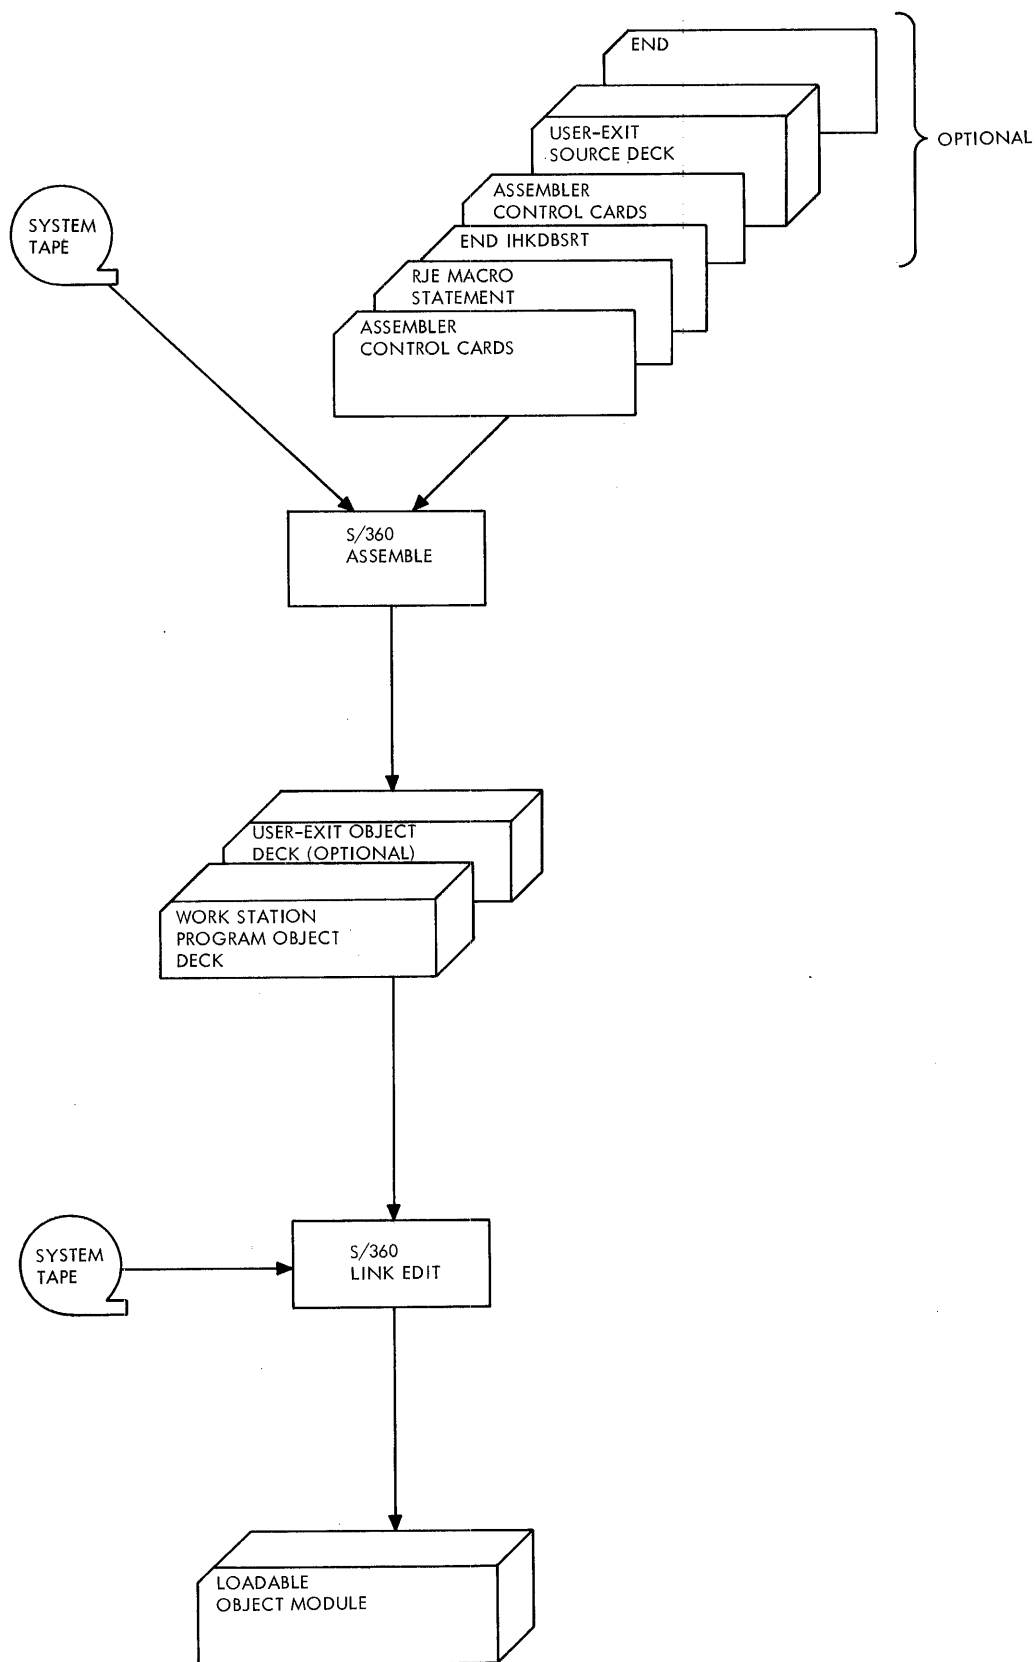 END
OPTIONAL
USER-EXIT
SOURCE DECK
ASSEMBLER
CONTROL CARDS
SYSTEM
TAPE
END IHKDBSRT
RJE MACRO
STATEMENT
ASSEMBLER
CONTROL CARDS
S/360
ASSEMBLE
USER-EXIT OBJECT
DECK (OPTIONAL)
WORK STATION
PROGRAM OBJECT
DECK
SYSTEM
TAPE
S/360
LINK EDIT
LOADABLE
OBJECT MODULE